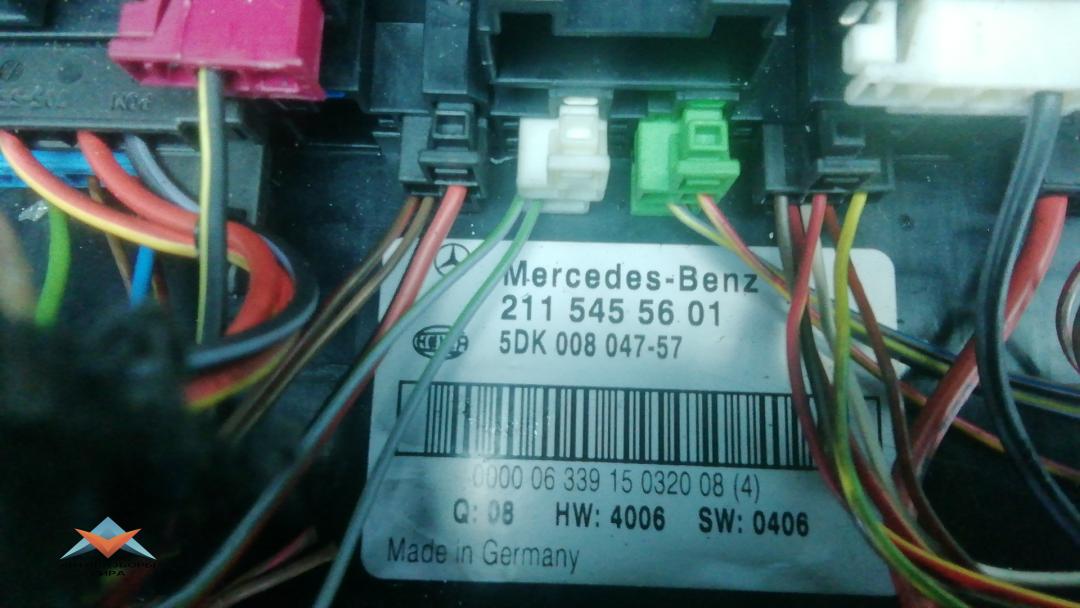 Mercedes-Benz
211 545 56 01
HELLA
5DK 008 047-57
0000 06 339 15 0320 08 (4)
Q: 08 HW: 4006 SW: 0406
Made in Germany